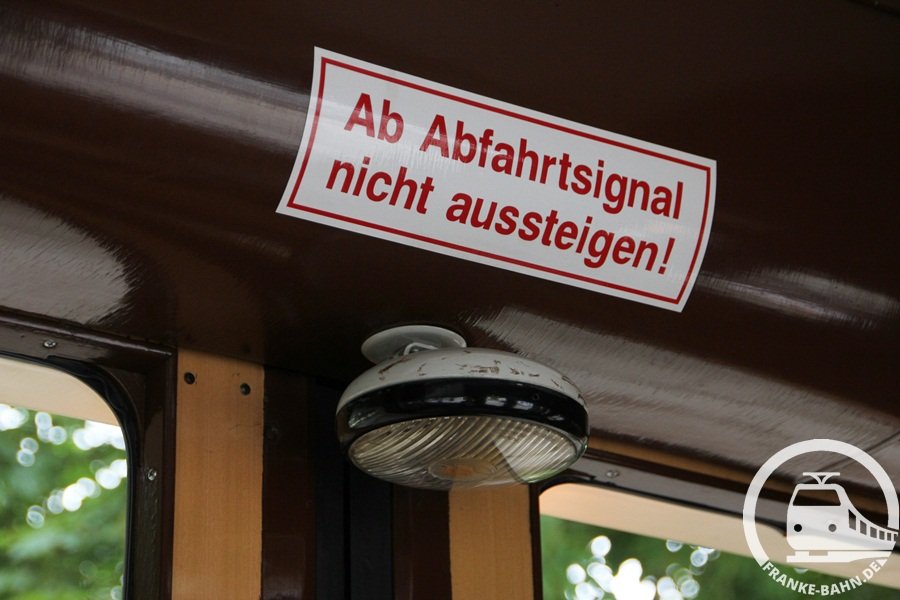 Ab Abfahrtsignal
nicht aussteigen!
FRANKE-BAHN.DE